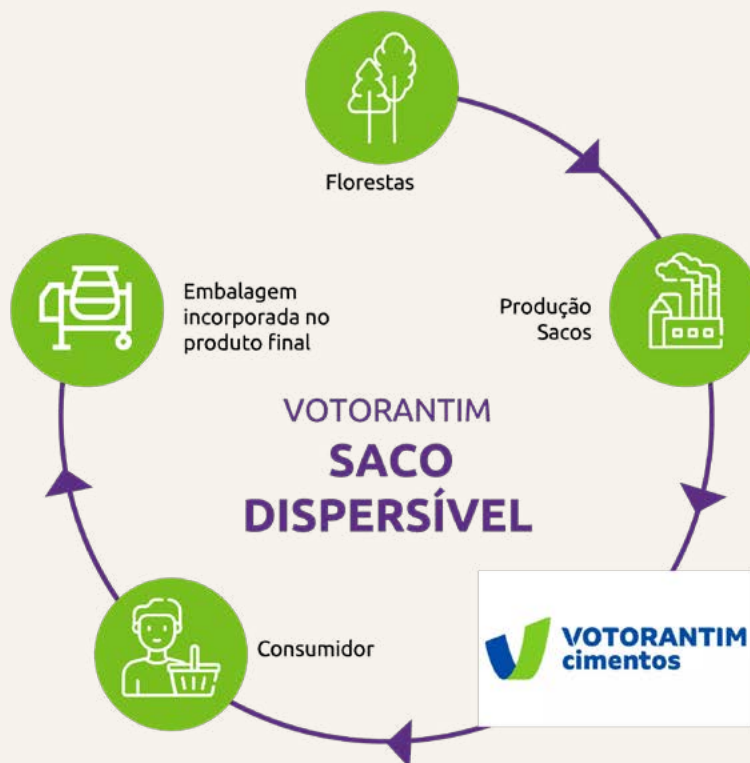 Florestas
Embalagem
incorporada no
produto final
Produção
Sacos
VOTORANTIM
SACO
DISPERSÍVEL
Consumidor
VOTORANTIM
cimentos